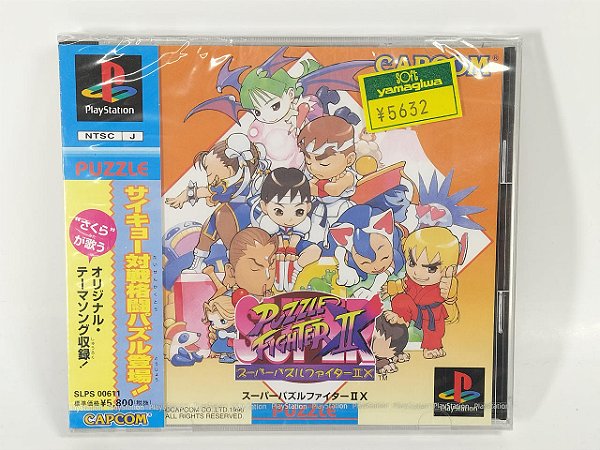 PlayStation
NTSC J
PUZZLE
サイキョー対戦格闘パズル登場!
"さくら"
が歌う
オリジナル・
テーマソング収録!
SLPS 00611
標準価格¥5,800(税抜)
CAPCOM
CAPCOM®
SOFT
yamagiwa
¥5632
SUPER
PUZZLE
FIGHTER II
スーパーパズルファイターⅡX
TM
スーパーパズルファイターⅡX
©CAPCOM CO.,LTD.1996
ALL RIGHTS RESERVED.
PUZZLE
PlayStation